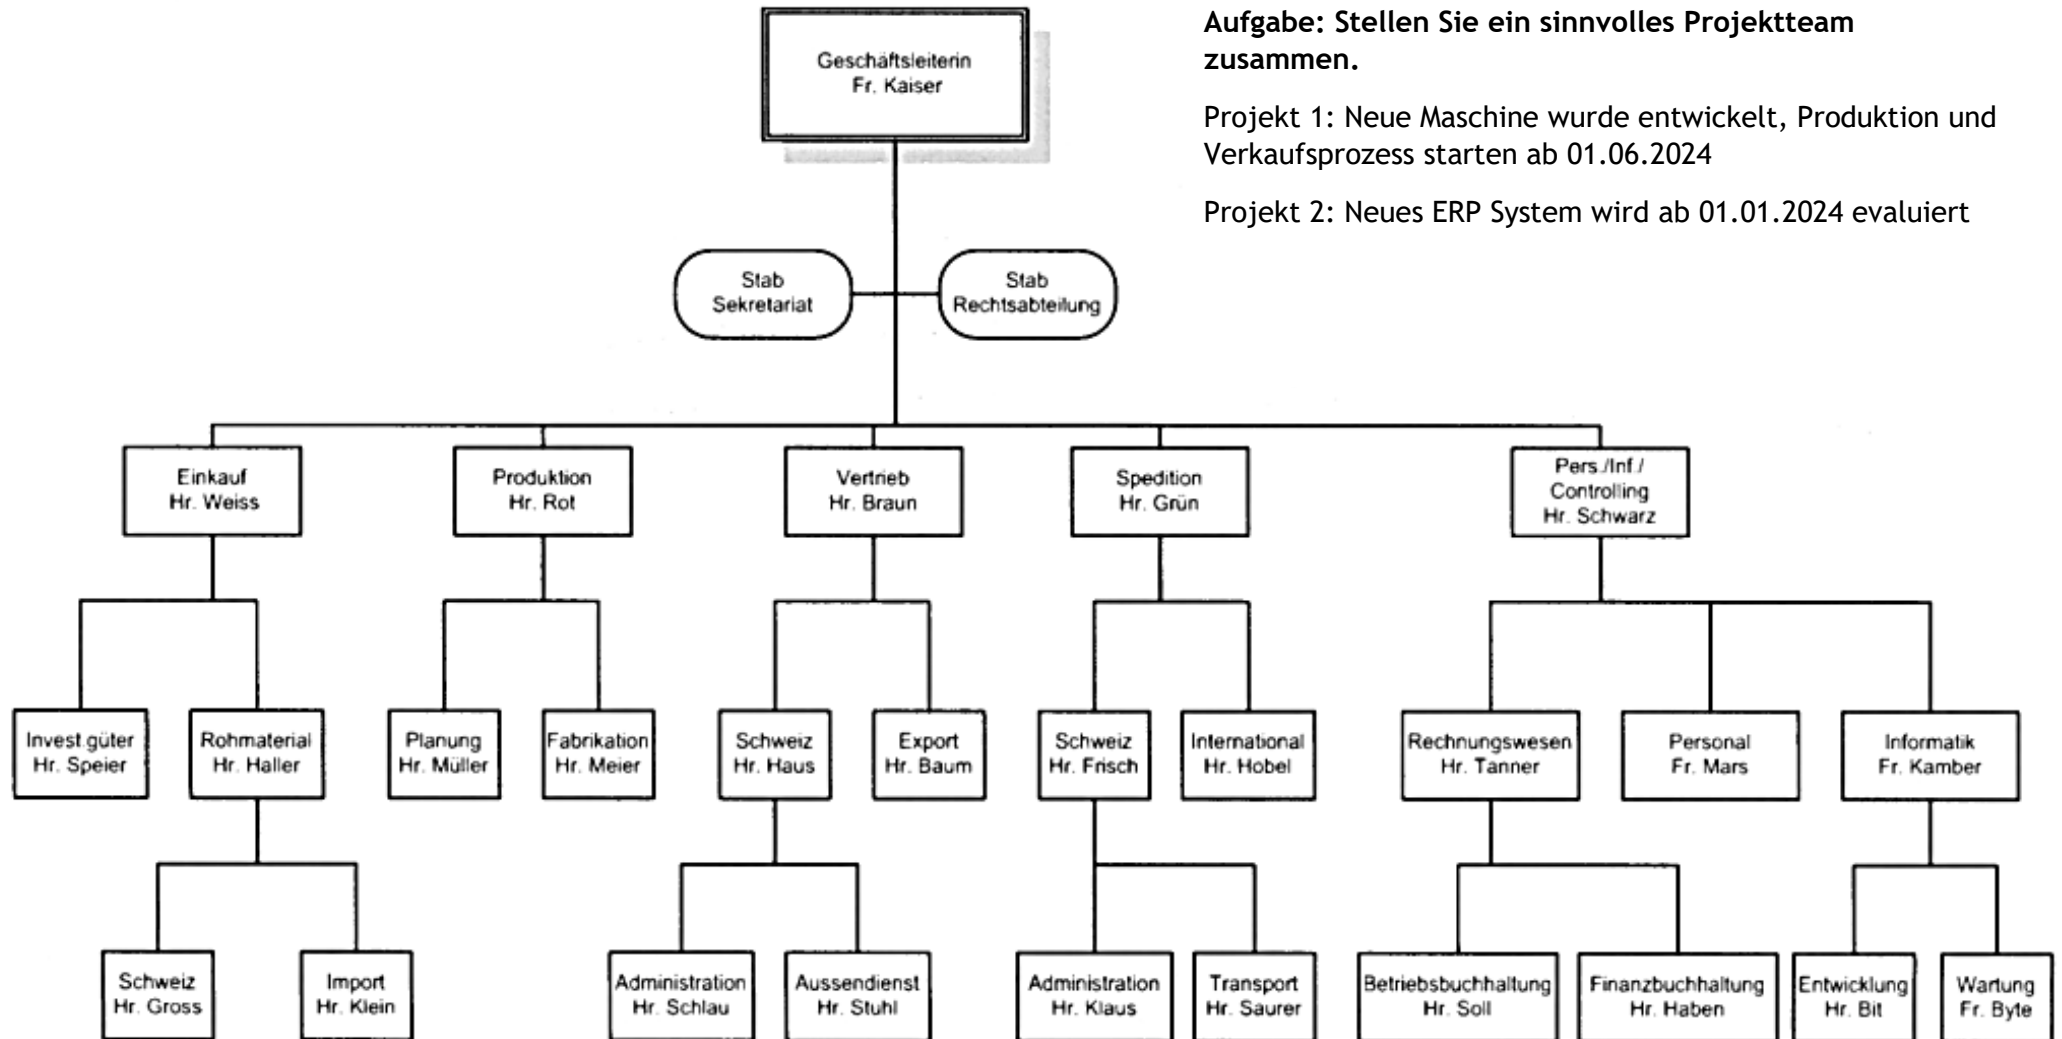 Aufgabe: Stellen Sie ein sinnvolles Projektteam
zusammen.
Projekt 1: Neue Maschine wurde entwickelt, Produktion und
Verkaufsprozess starten ab 01.06.2024
Projekt 2: Neues ERP System wird ab 01.01.2024 evaluiert
Geschäftsleiterin
Fr. Kaiser
Stab
Sekretariat
Stab
Rechtsabteilung
Einkauf
Hr. Weiss
Produktion
Hr. Rot
Vertrieb
Hr. Braun
Spedition
Hr. Grün
Pers./Inf./
Controlling
Hr. Schwarz
Invest.güter
Hr. Speier
Rohmaterial
Hr. Haller
Planung
Hr. Müller
Fabrikation
Hr. Meier
Schweiz
Hr. Haus
Export
Hr. Baum
Schweiz
Hr. Frisch
International
Hr. Hobel
Rechnungswesen
Hr. Tanner
Personal
Fr. Mars
Informatik
Fr. Kamber
Schweiz
Hr. Gross
Import
Hr. Klein
Administration
Hr. Schlau
Aussendienst
Hr. Stuhl
Administration
Hr. Klaus
Transport
Hr. Saurer
Betriebsbuchhaltung
Hr. Soll
Finanzbuchhaltung
Hr. Haben
Entwicklung
Hr. Bit
Wartung
Fr. Byte